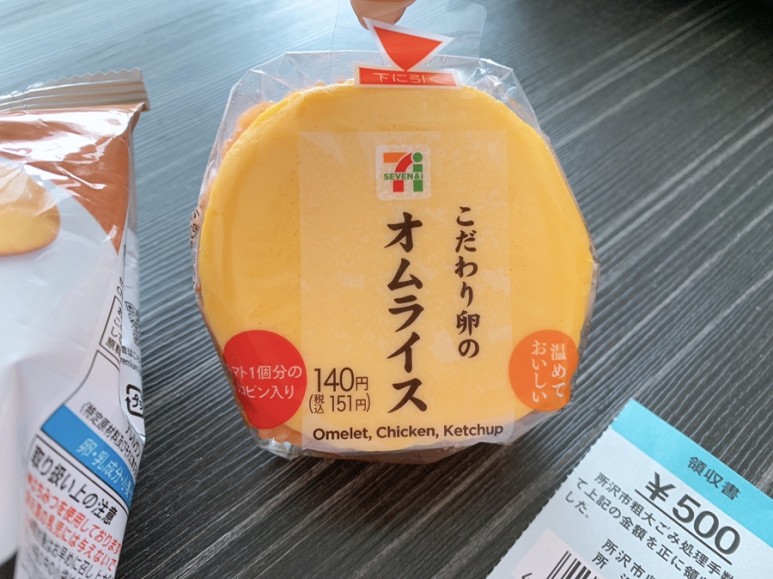 下に引く
SEVEN&i
こだわり卵の
オムライス
マト1個分の
コピン入り
140円
(税込 151円)
温めて
おいしい
Omelet, Chicken, Ketchup
卵・乳成分・小
取り扱い上の注意
領収書
¥500
所沢市粗大ごみ処理手
て上記の金額を正に領
した。
所沢市